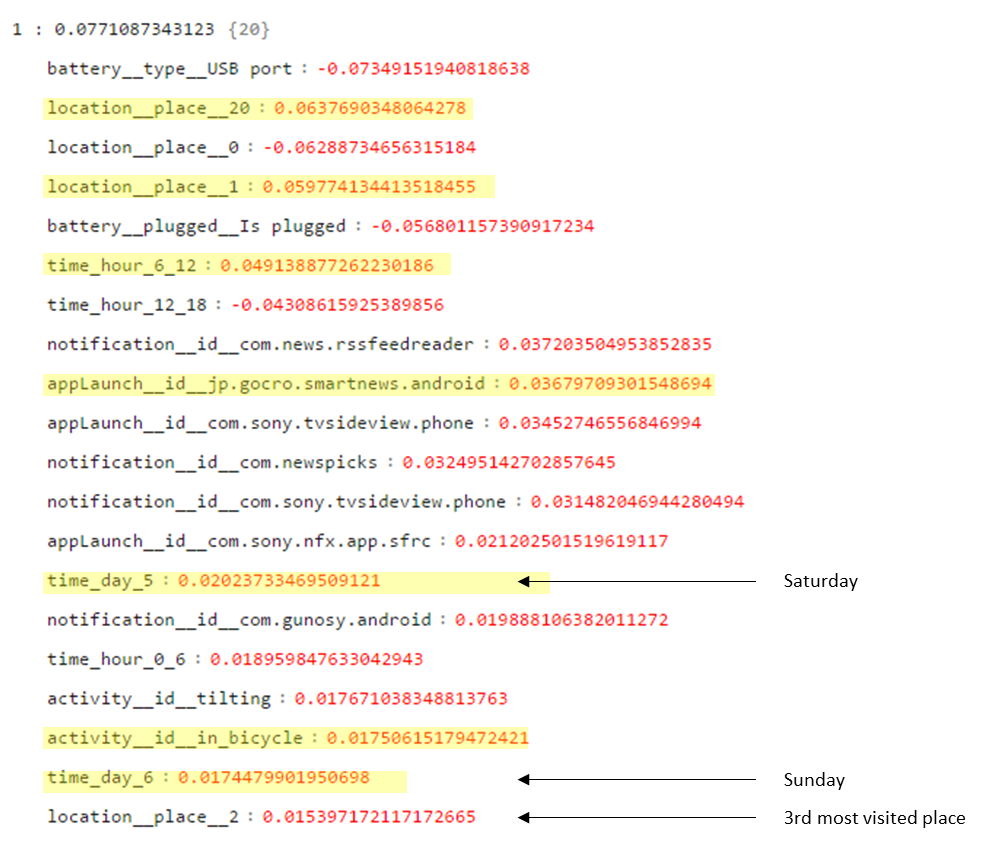 1 : 0.0771087343123 {20}
battery__type__USB port : -0.07349151940818638
location__place__20 : 0.0637690348064278
location__place__0 : -0.06288734656315184
location__place__1 : 0.059774134413518455
battery__plugged__Is plugged : -0.056801157390917234
time_hour_6_12 : 0.049138877262230186
time_hour_12_18 : -0.04308615925389856
notification__id__com.news.rssfeedreader : 0.037203504953852835
appLaunch__id__jp.gocro.smartnews.android : 0.03679709301548694
appLaunch__id__com.sony.tvsideview.phone : 0.03452746556846994
notification__id__com.newspicks : 0.032495142702857645
notification__id__com.sony.tvsideview.phone : 0.031482046944280494
appLaunch__id__com.sony.nfx.app.sfrc : 0.021202501519619117
time_day_5 : 0.02023733469509121 Saturday
notification__id__com.gunosy.android : 0.019888106382011272
time_hour_0_6 : 0.018959847633042943
activity__id__tilting : 0.017671038348813763
activity__id__in_bicycle : 0.01750615179472421
time_day_6 : 0.0174479901950698 Sunday
location__place__2 : 0.015397172117172665 3rd most visited place